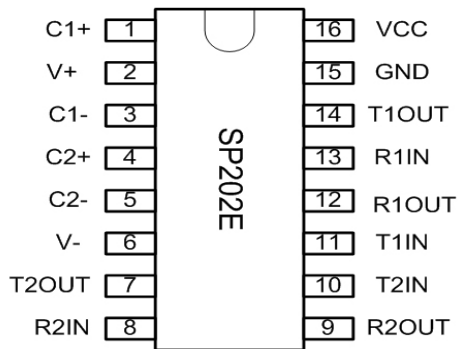 C1+ 1 16 VCC
V+ 2 15 GND
C1- 3 14 T1OUT
C2+ 4 13 R1IN
C2- 5 12 R1OUT
V- 6 11 T1IN
T2OUT 7 10 T2IN
R2IN 8 9 R2OUT
SP202E